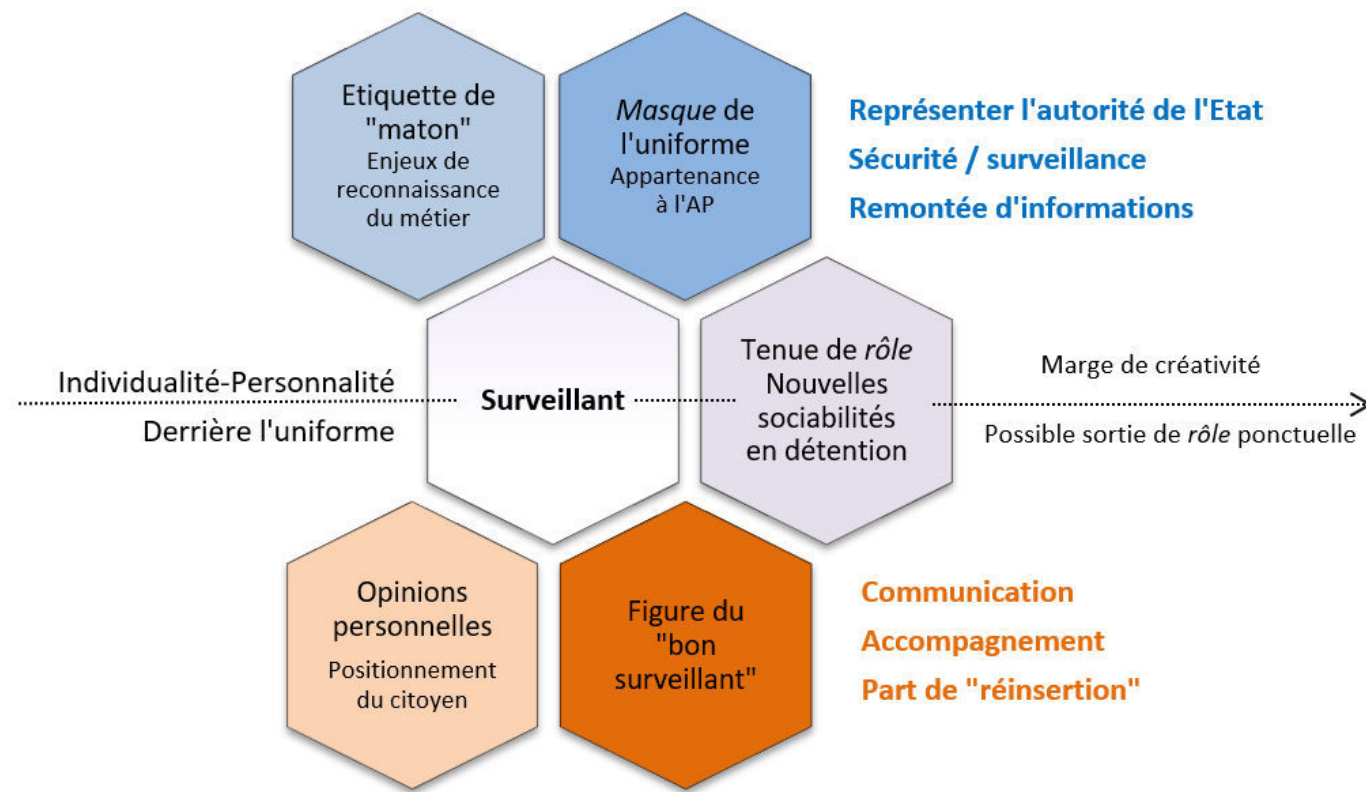 Etiquette de
"maton"
Enjeux de
reconnaissance
du métier
Masque de
l'uniforme
Appartenance
à l'AP
Représenter l'autorité de l'Etat
Sécurité / surveillance
Remontée d'informations
Individualité-Personnalité
Derrière l'uniforme
Surveillant
Tenue de rôle
Nouvelles
sociabilités
en détention
Marge de créativité
Possible sortie de rôle ponctuelle
Opinions
personnelles
Positionnement
du citoyen
Figure du
"bon
surveillant"
Communication
Accompagnement
Part de "réinsertion"